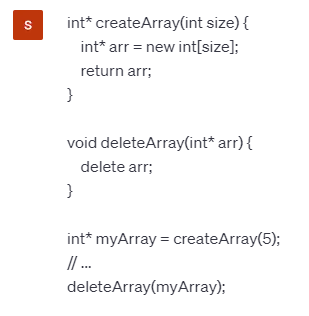 S
int* createArray(int size) {
int* arr = new int[size];
return arr;
}
void deleteArray(int* arr) {
delete arr;
}
int* myArray = createArray(5);
// ...
deleteArray(myArray);